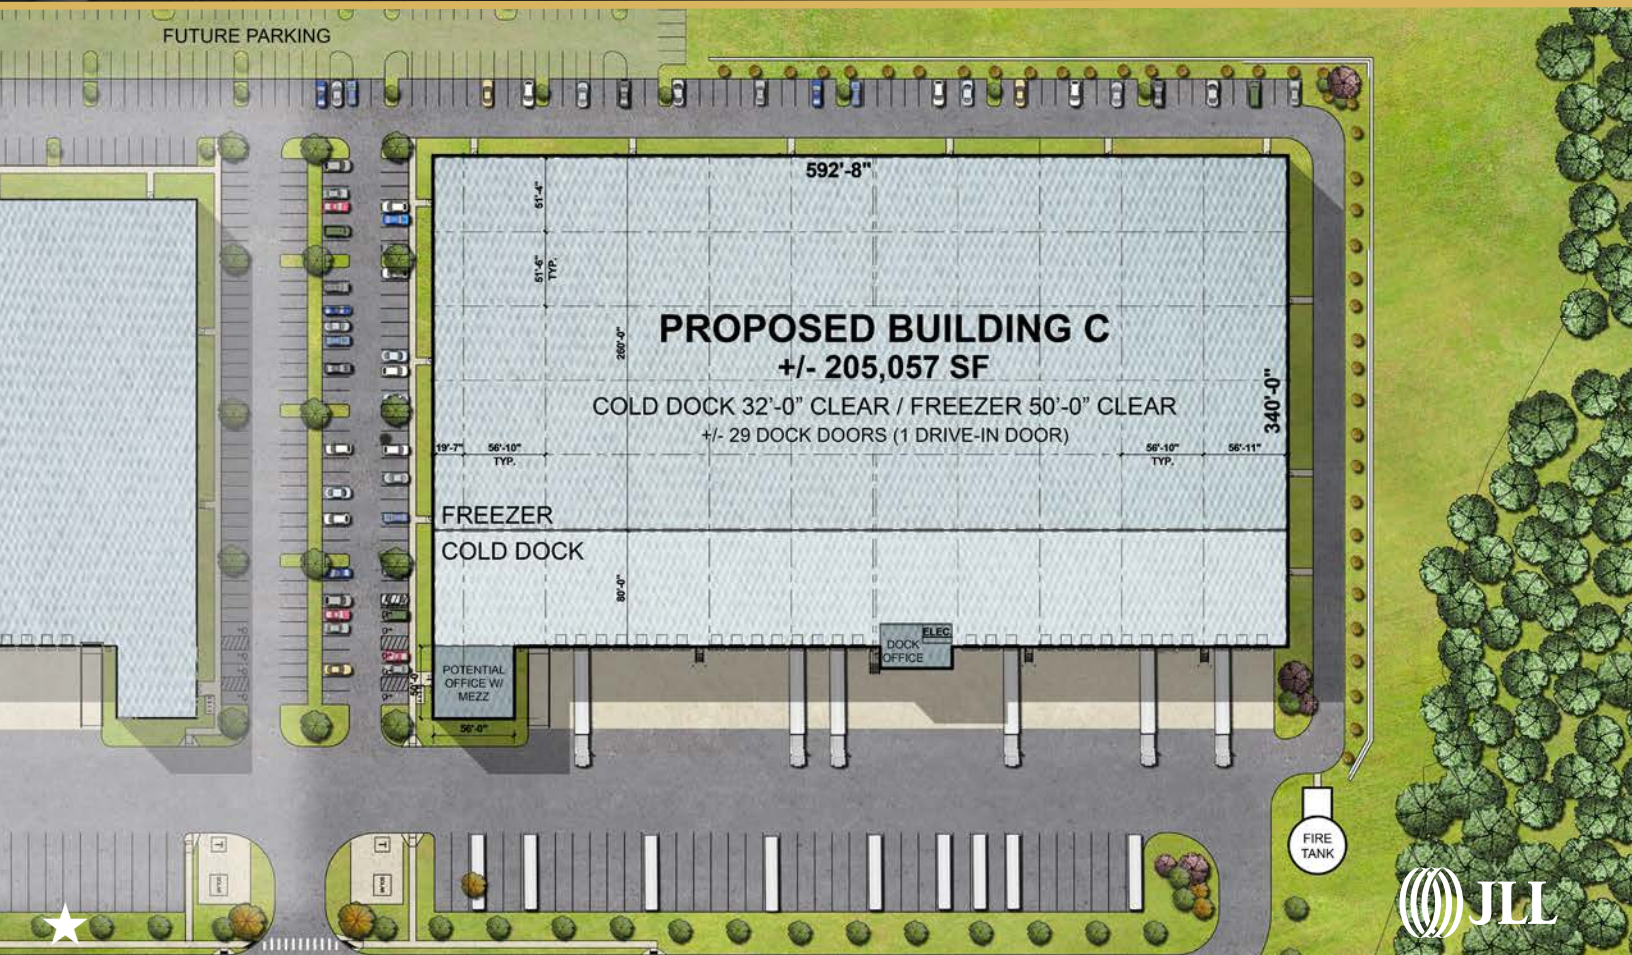 FUTURE PARKING
592'-8"
51'-4"
51'-6"
TYP.
260'-0"
PROPOSED BUILDING C
+/- 205,057 SF
COLD DOCK 32'-0” CLEAR / FREEZER 50'-0” CLEAR
+/- 29 DOCK DOORS (1 DRIVE-IN DOOR)
340'-0"
19'-7"
56'-10"
TYP.
56'-10"
TYP.
56'-11"
FREEZER
COLD DOCK
80'-0"
ELEC.
DOCK
OFFICE
POTENTIAL
OFFICE W/
MEZZ
50'-0"
56'-0"
FIRE
TANK
T
T
JLL